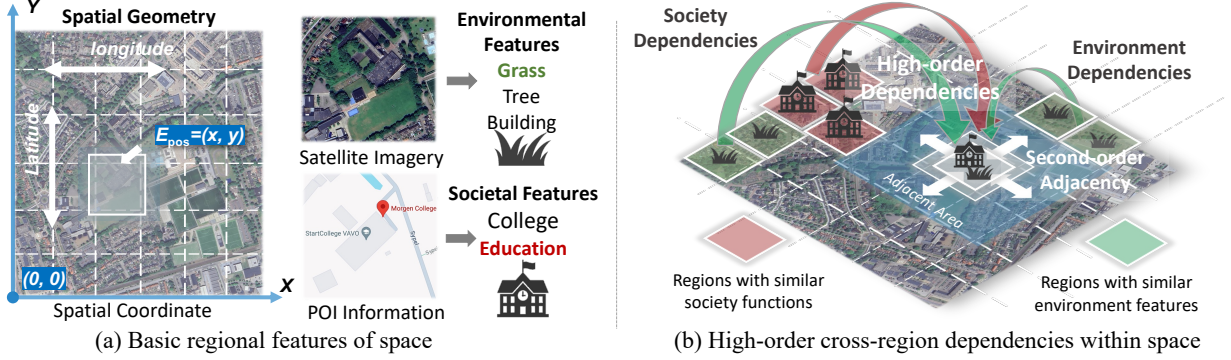 Y
Spatial Geometry
longitude
Latitude
E_pos=(x, y)
(0, 0)
X
Spatial Coordinate
Satellite Imagery
Environmental
Features
Grass
Tree
Building
Morgen College
StartCollege VAVO
Sypel
POI Information
Societal Features
College
Education
(a) Basic regional features of space
Society
Dependencies
High-order
Dependencies
Environment
Dependencies
Second-order
Adjacency
Adjacent Area
Regions with similar
society functions
Regions with similar
environment features
(b) High-order cross-region dependencies within space